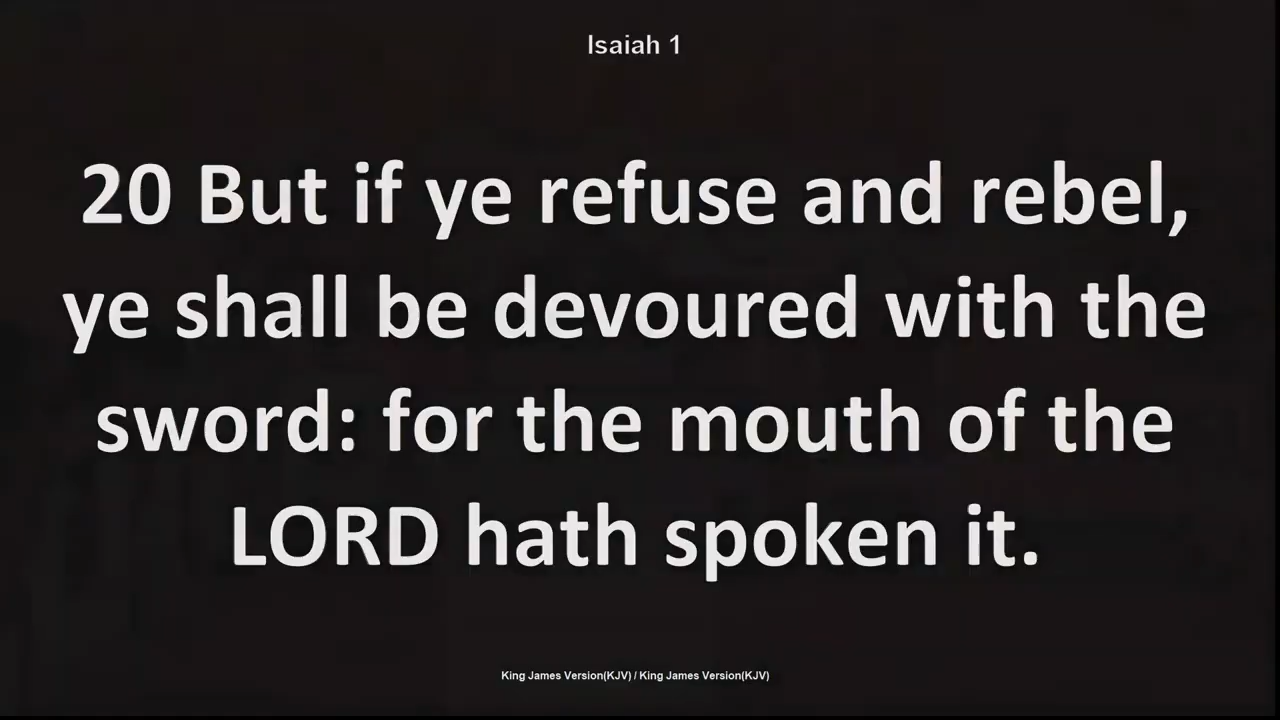 Isaiah 1
20 But if ye refuse and rebel,
ye shall be devoured with the
sword: for the mouth of the
LORD hath spoken it.
King James Version(KJV) / King James Version(KJV)